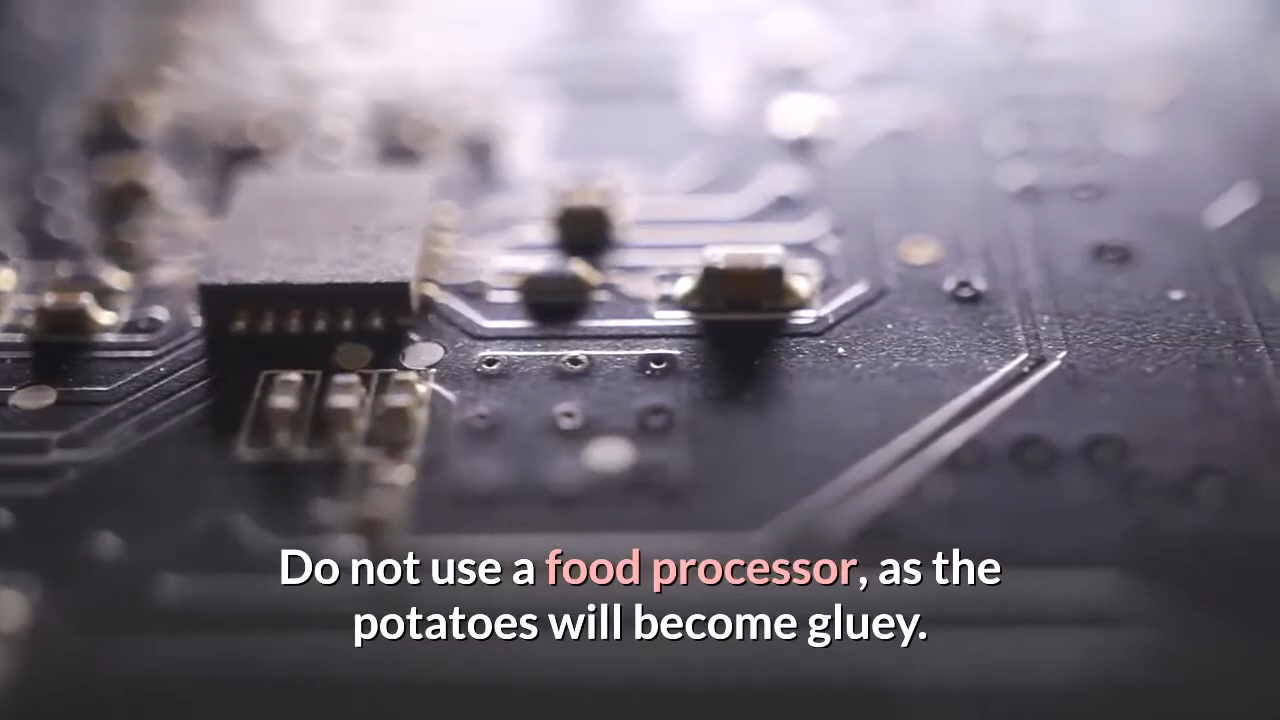 Do not use a food processor, as the
potatoes will become gluey.